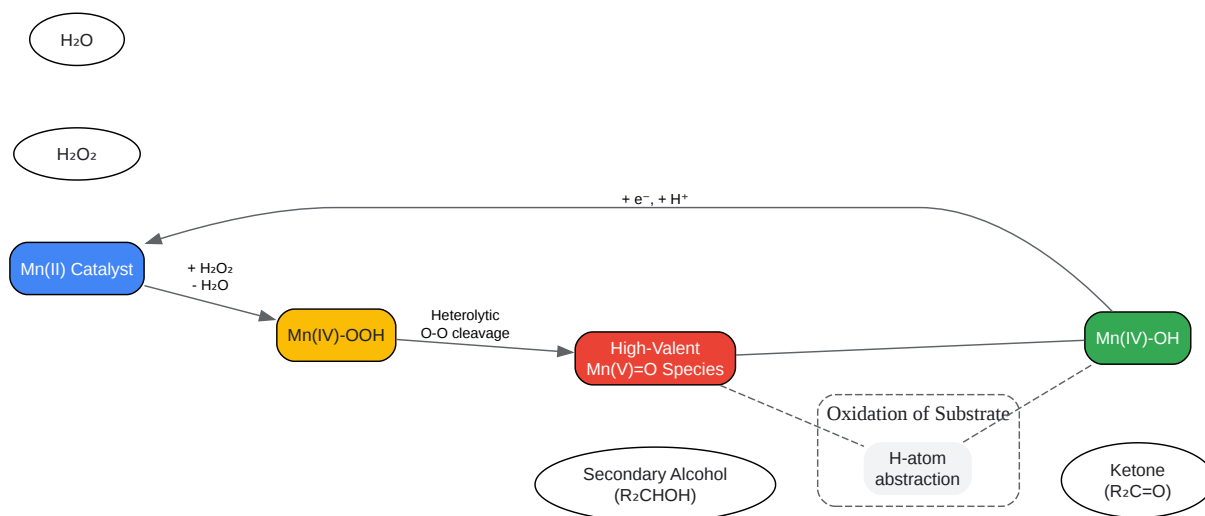 H₂O
H₂O₂
+ e⁻, + H⁺
Mn(II) Catalyst
+ H₂O₂
- H₂O
Mn(IV)-OOH
Heterolytic
O-O cleavage
High-Valent
Mn(V)=O Species
Mn(IV)-OH
Oxidation of Substrate
H-atom
abstraction
Secondary Alcohol
(R₂CHOH)
Ketone
(R₂C=O)